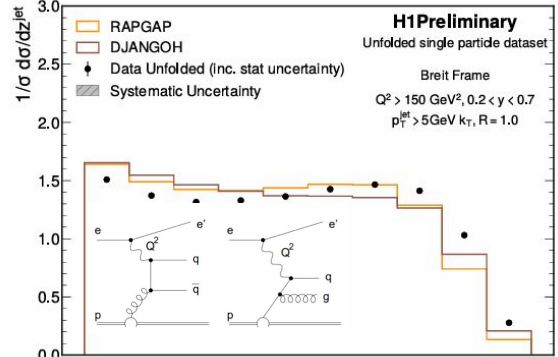 3.0
2.5
2.0
1.5
1.0
0.5
0.0
1/σ dσ/dz^jet
RAPGAP
DJANGOH
Data Unfolded (inc. stat uncertainty)
Systematic Uncertainty
H1Preliminary
Unfolded single particle dataset
Breit Frame
Q² > 150 GeV², 0.2 < y < 0.7
p_T^jet > 5 GeV k_T, R = 1.0
e
e'
Q²
q
q̄
p
e
e'
Q²
q
g
p